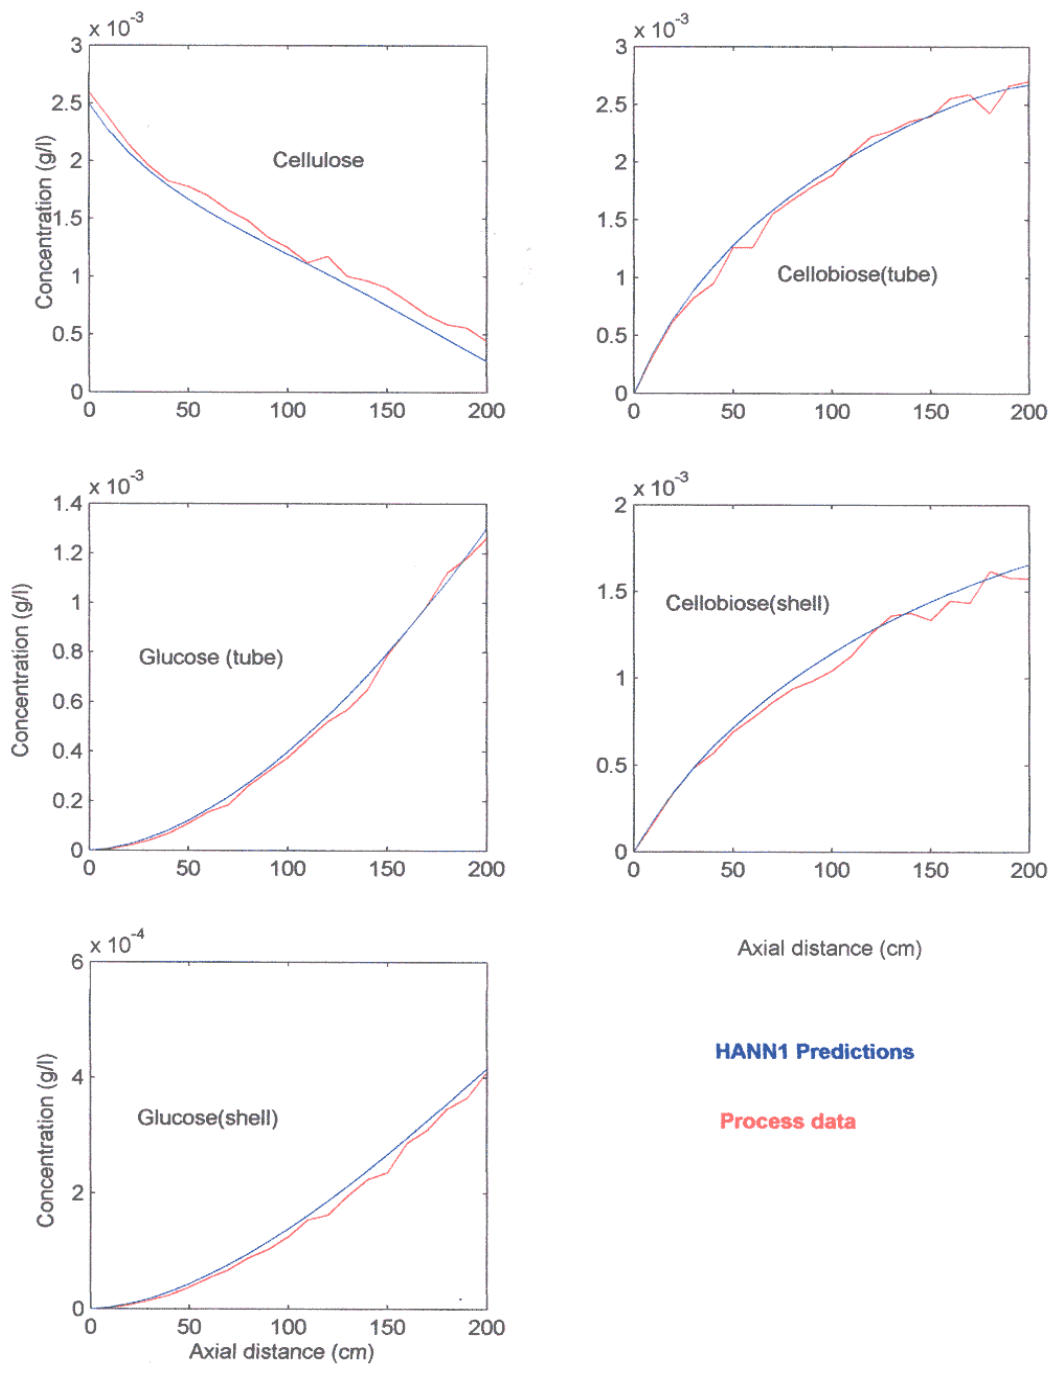 x 10-3
3
2.5
2
1.5
1
0.5
0
0 50 100 150 200
Concentration (g/l)
Cellulose
x 10-3
3
2.5
2
1.5
1
0.5
0
0 50 100 150 200
Cellobiose(tube)
x 10-3
1.4
1.2
1
0.8
0.6
0.4
0.2
0
0 50 100 150 200
Concentration (g/l)
Glucose (tube)
x 10-3
2
1.5
1
0.5
0
0 50 100 150 200
Cellobiose(shell)
Axial distance (cm)
x 10-4
6
4
2
0
0 50 100 150 200
Concentration (g/l)
Glucose(shell)
Axial distance (cm)
HANN1 Predictions
Process data